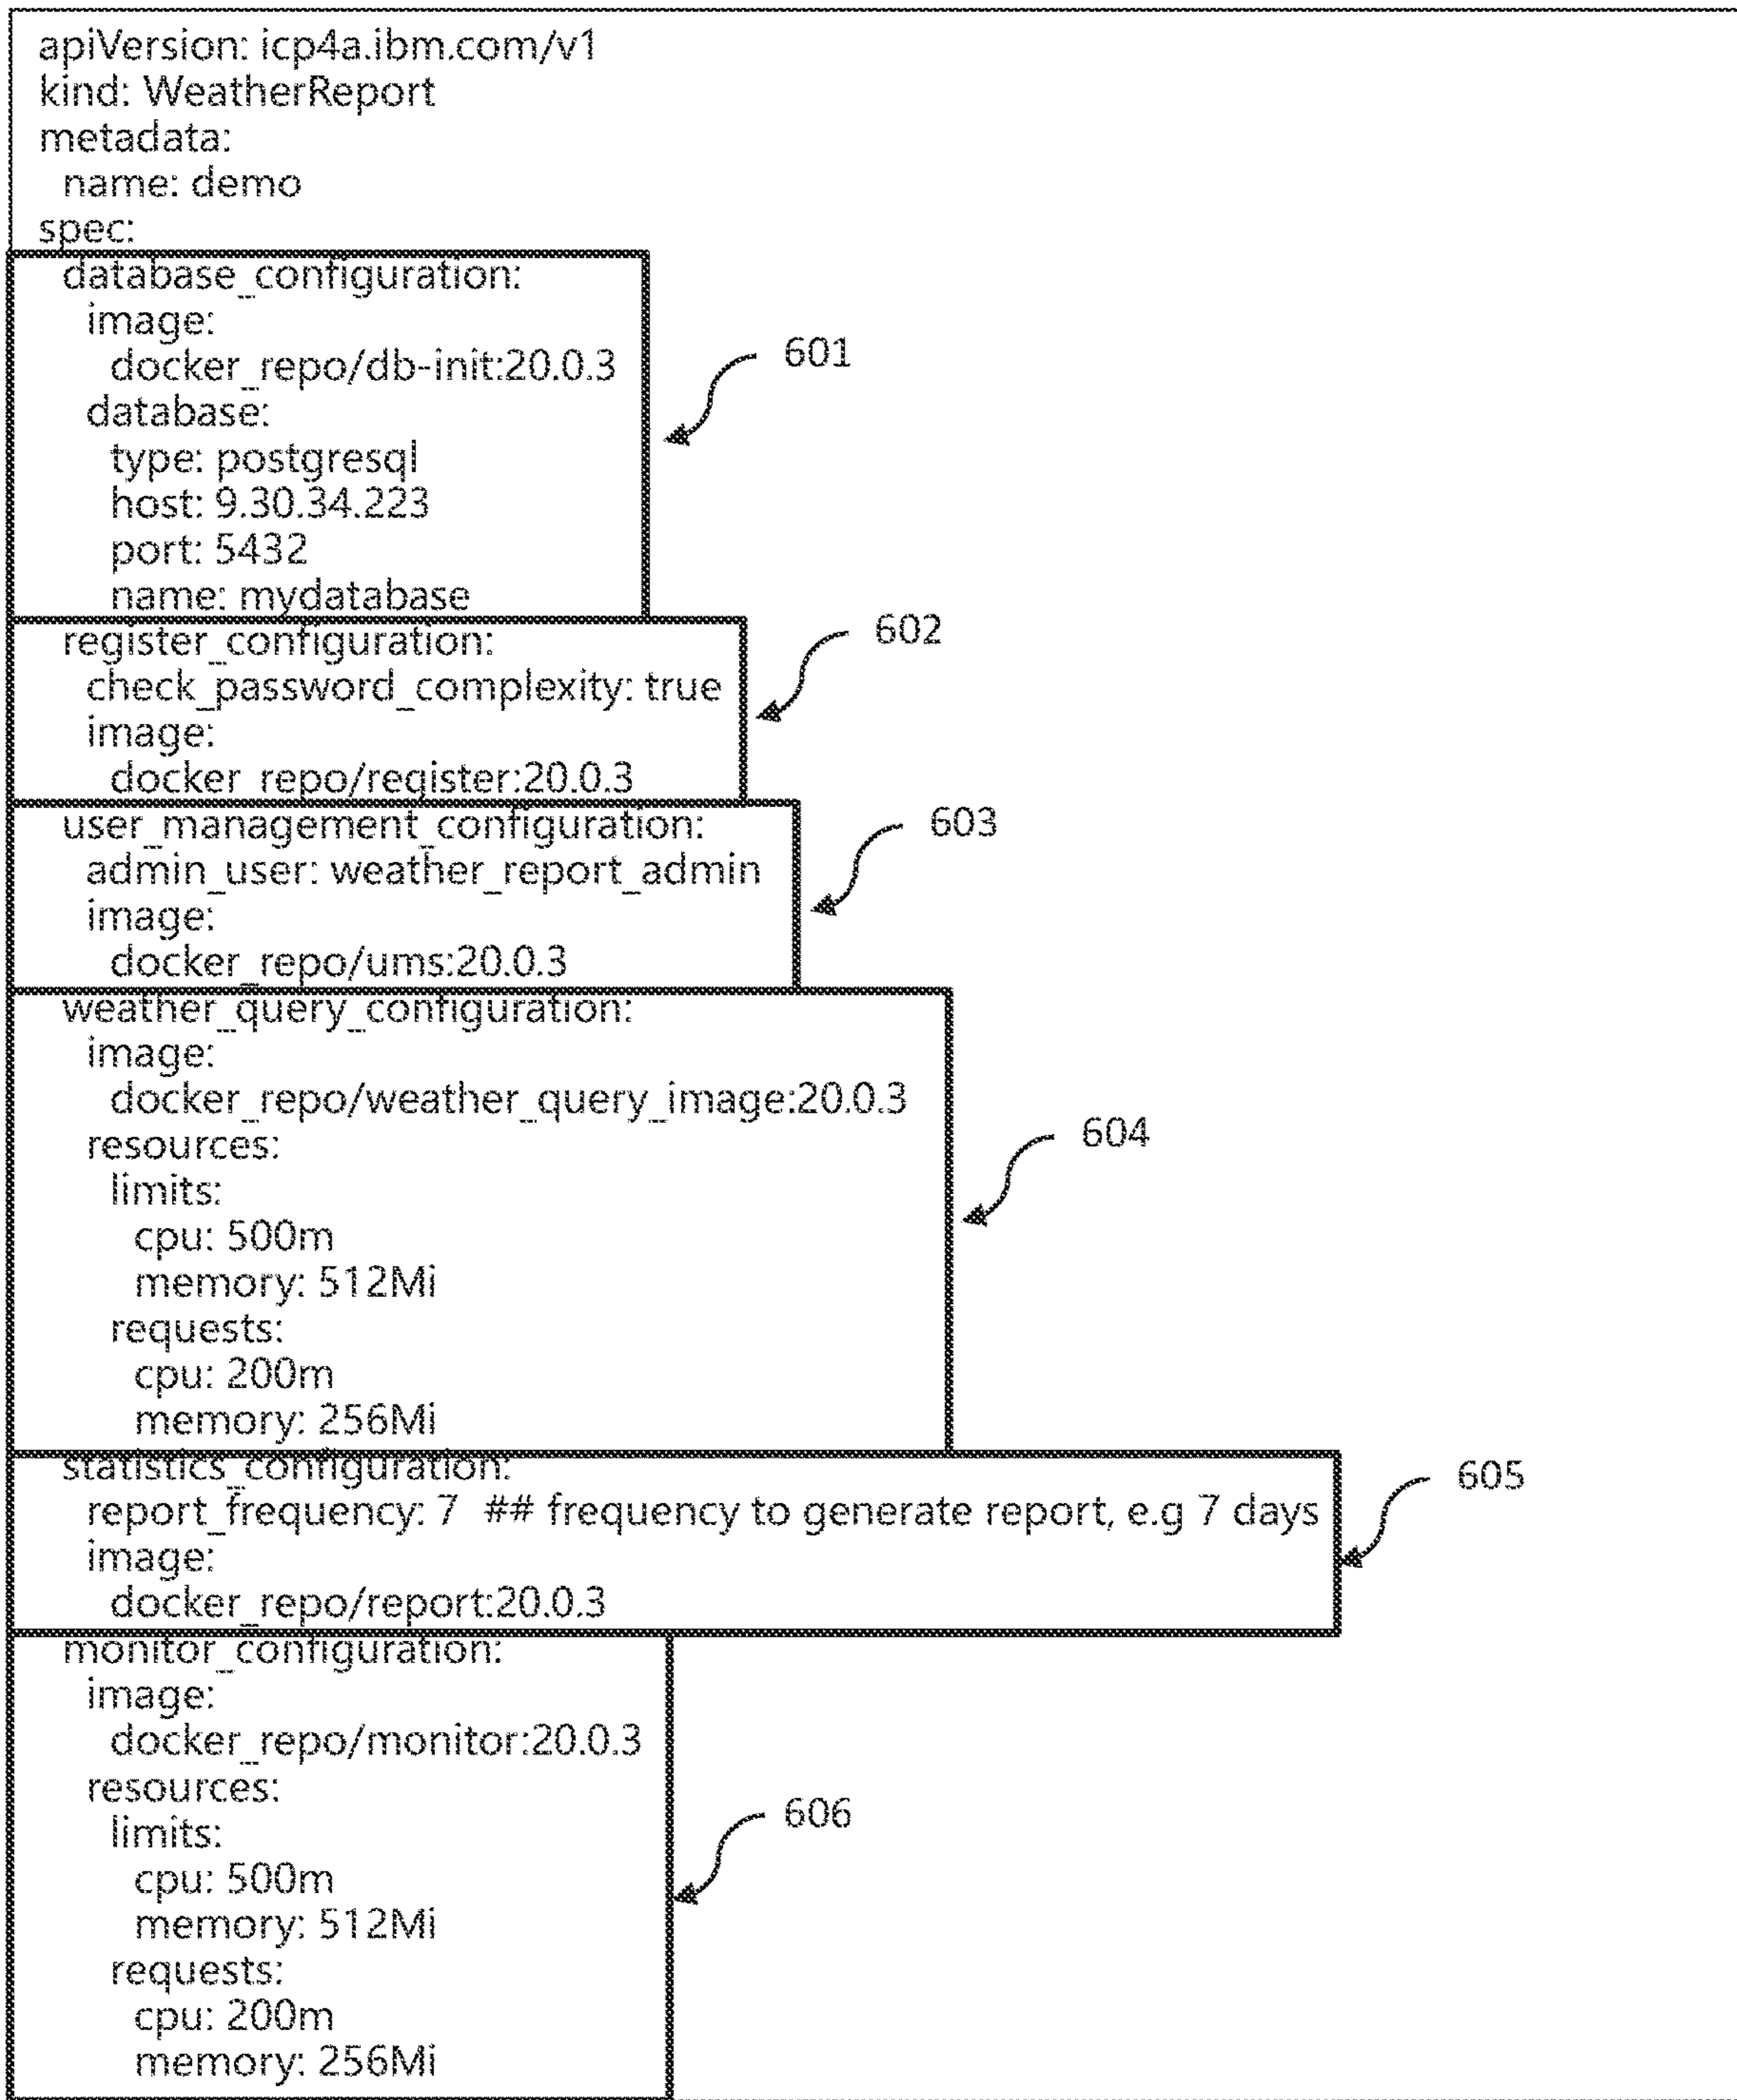 apiVersion: icp4a.ibm.com/v1
kind: WeatherReport
metadata:
  name: demo
spec:
  database_configuration:
    image:
      docker_repo/db-init:20.0.3
    database:
      type: postgresql
      host: 9.30.34.223
      port: 5432
      name: mydatabase
601
  register_configuration:
    check_password_complexity: true
    image:
      docker_repo/register:20.0.3
602
  user_management_configuration:
    admin_user: weather_report_admin
    image:
      docker_repo/ums:20.0.3
603
  weather_query_configuration:
    image:
      docker_repo/weather_query_image:20.0.3
    resources:
      limits:
        cpu: 500m
        memory: 512Mi
      requests:
        cpu: 200m
        memory: 256Mi
604
  statistics_configuration:
    report_frequency: 7  ## frequency to generate report, e.g 7 days
    image:
      docker_repo/report:20.0.3
605
  monitor_configuration:
    image:
      docker_repo/monitor:20.0.3
    resources:
      limits:
        cpu: 500m
        memory: 512Mi
      requests:
        cpu: 200m
        memory: 256Mi
606